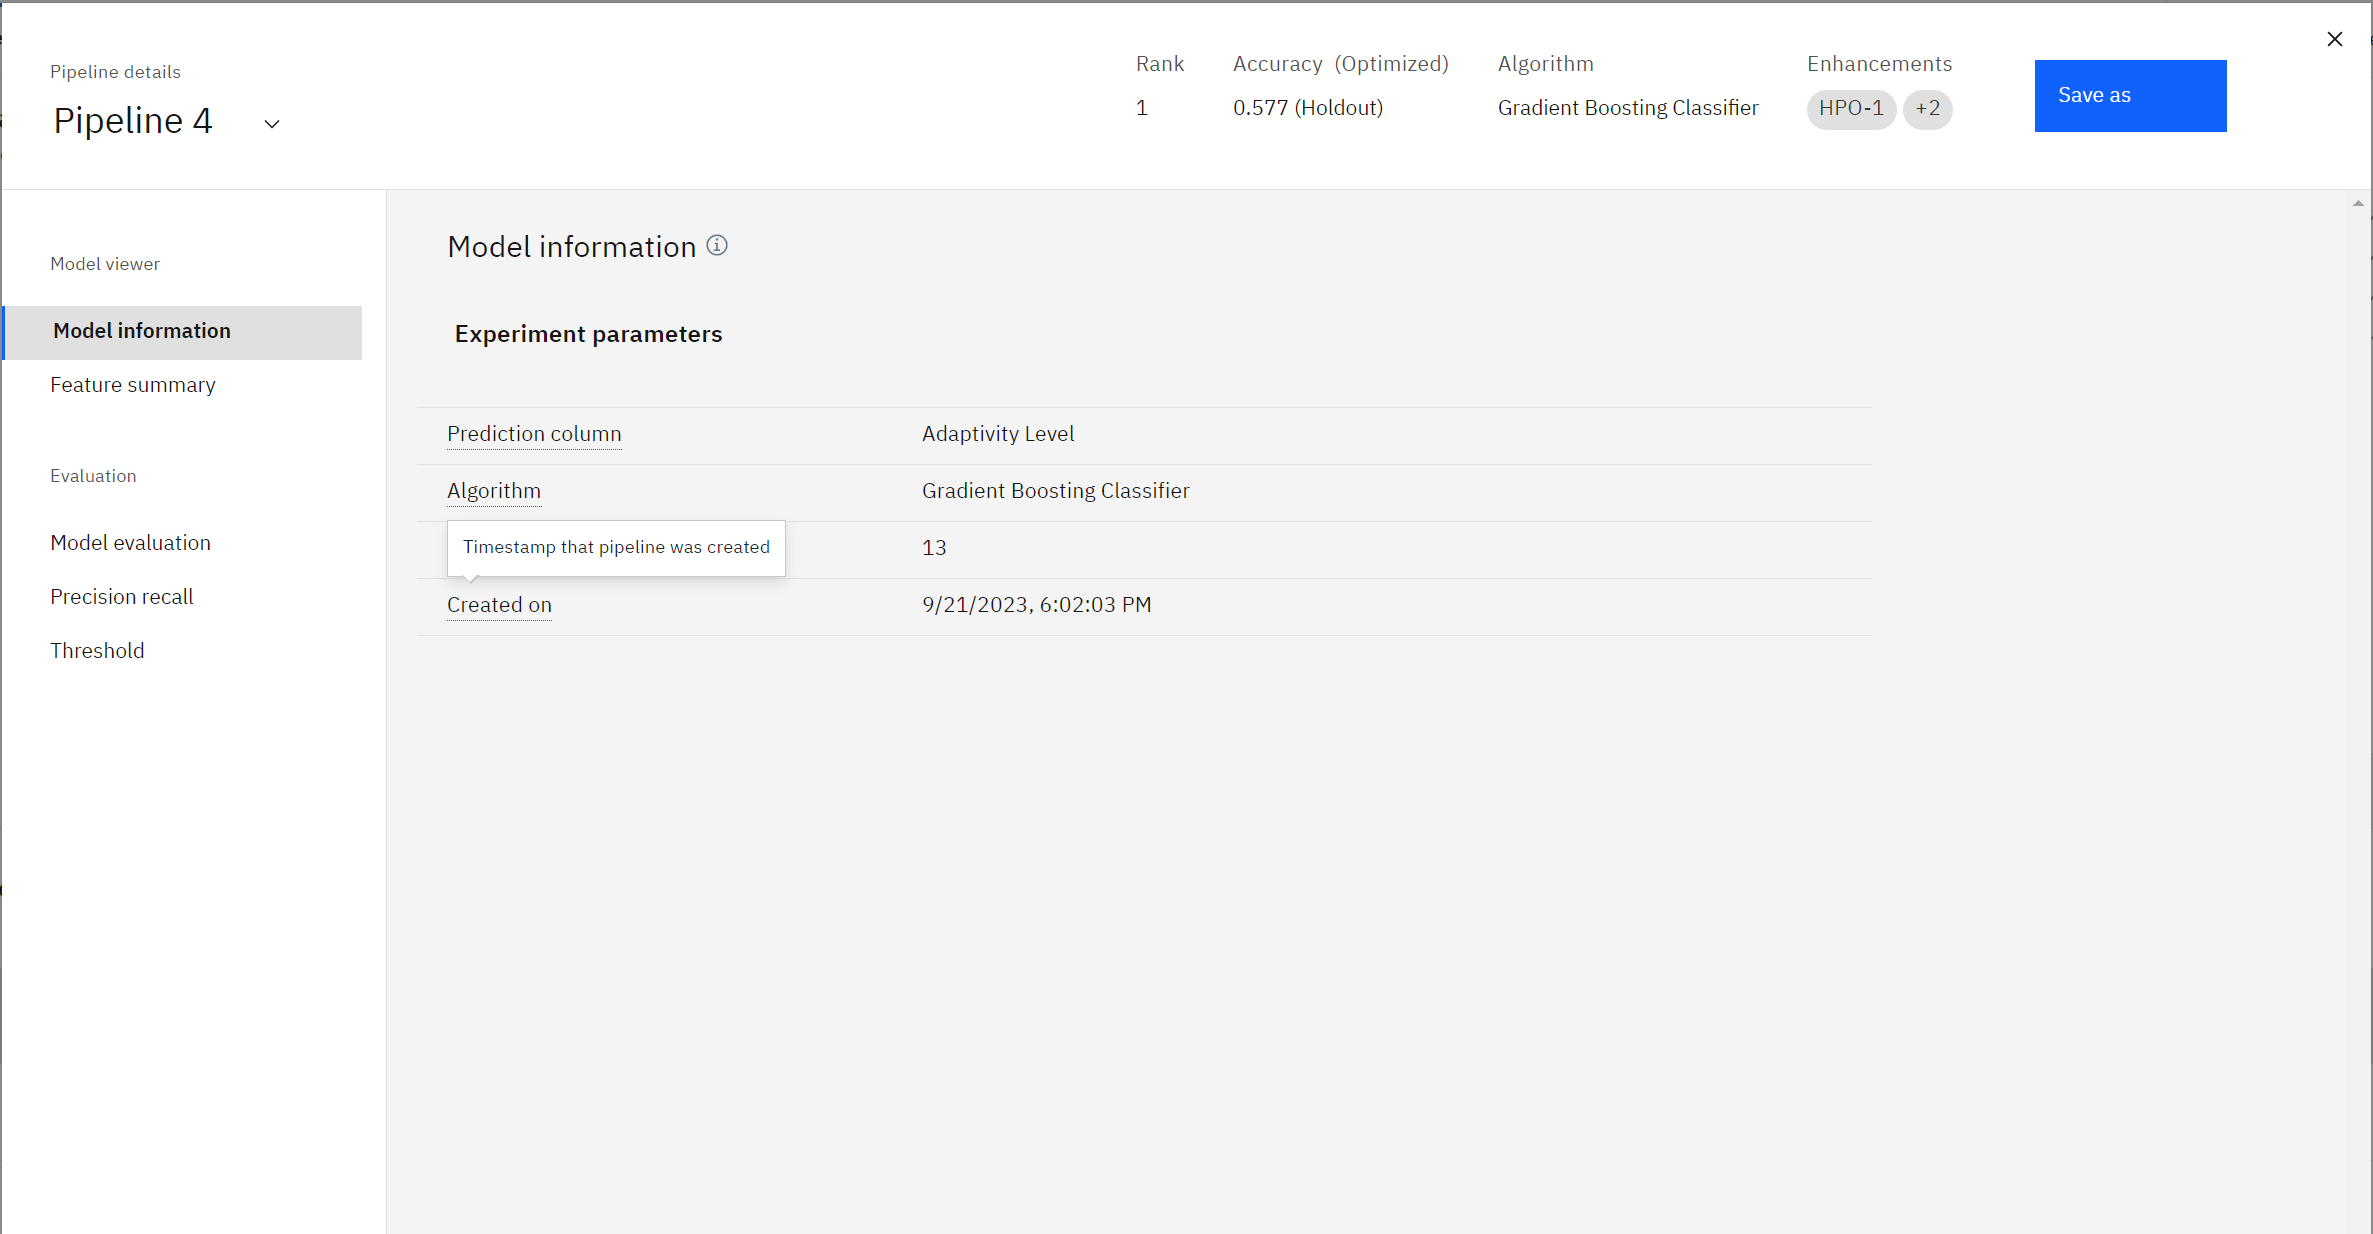 Pipeline details
Pipeline 4
Rank
1
Accuracy (Optimized)
0.577 (Holdout)
Algorithm
Gradient Boosting Classifier
Enhancements
HPO-1 +2
Save as
Model viewer
Model information
Feature summary
Evaluation
Model evaluation
Precision recall
Threshold
Model information
Experiment parameters
Prediction column Adaptivity Level
Algorithm Gradient Boosting Classifier
Timestamp that pipeline was created 13
Created on 9/21/2023, 6:02:03 PM